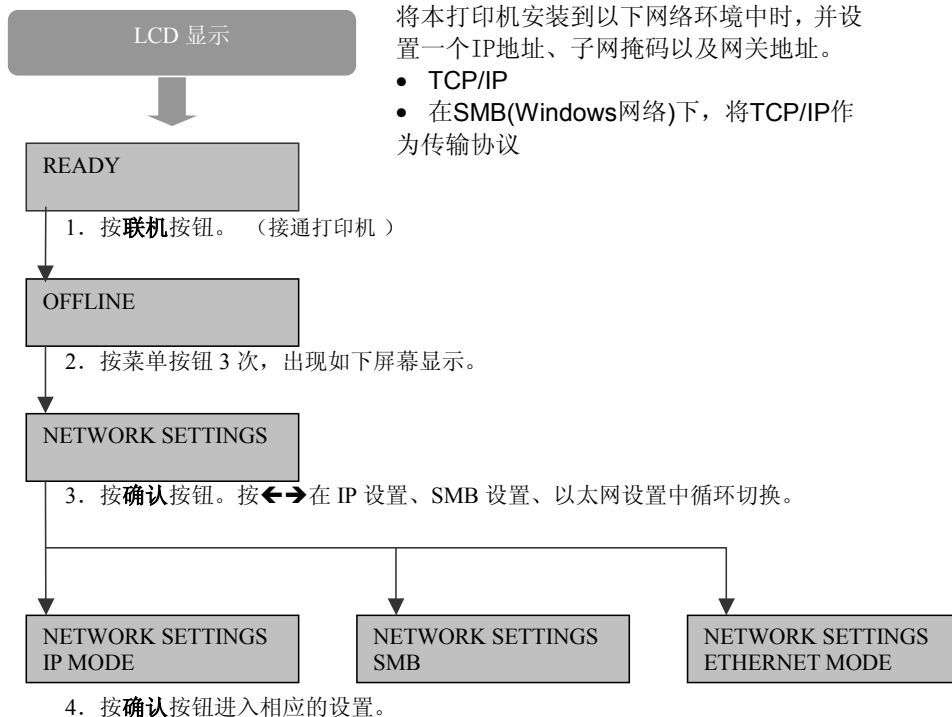 LCD 显示
将本打印机安装到以下网络环境中时，并设
置一个IP地址、子网掩码以及网关地址。
• TCP/IP
• 在SMB(Windows网络)下，将TCP/IP作
为传输协议
READY
1．按联机按钮。 （接通打印机 ）
OFFLINE
2．按菜单按钮 3 次，出现如下屏幕显示。
NETWORK SETTINGS
3．按确认按钮。按←→在 IP 设置、SMB 设置、以太网设置中循环切换。
NETWORK SETTINGS
IP MODE
NETWORK SETTINGS
SMB
NETWORK SETTINGS
ETHERNET MODE
4．按确认按钮进入相应的设置。